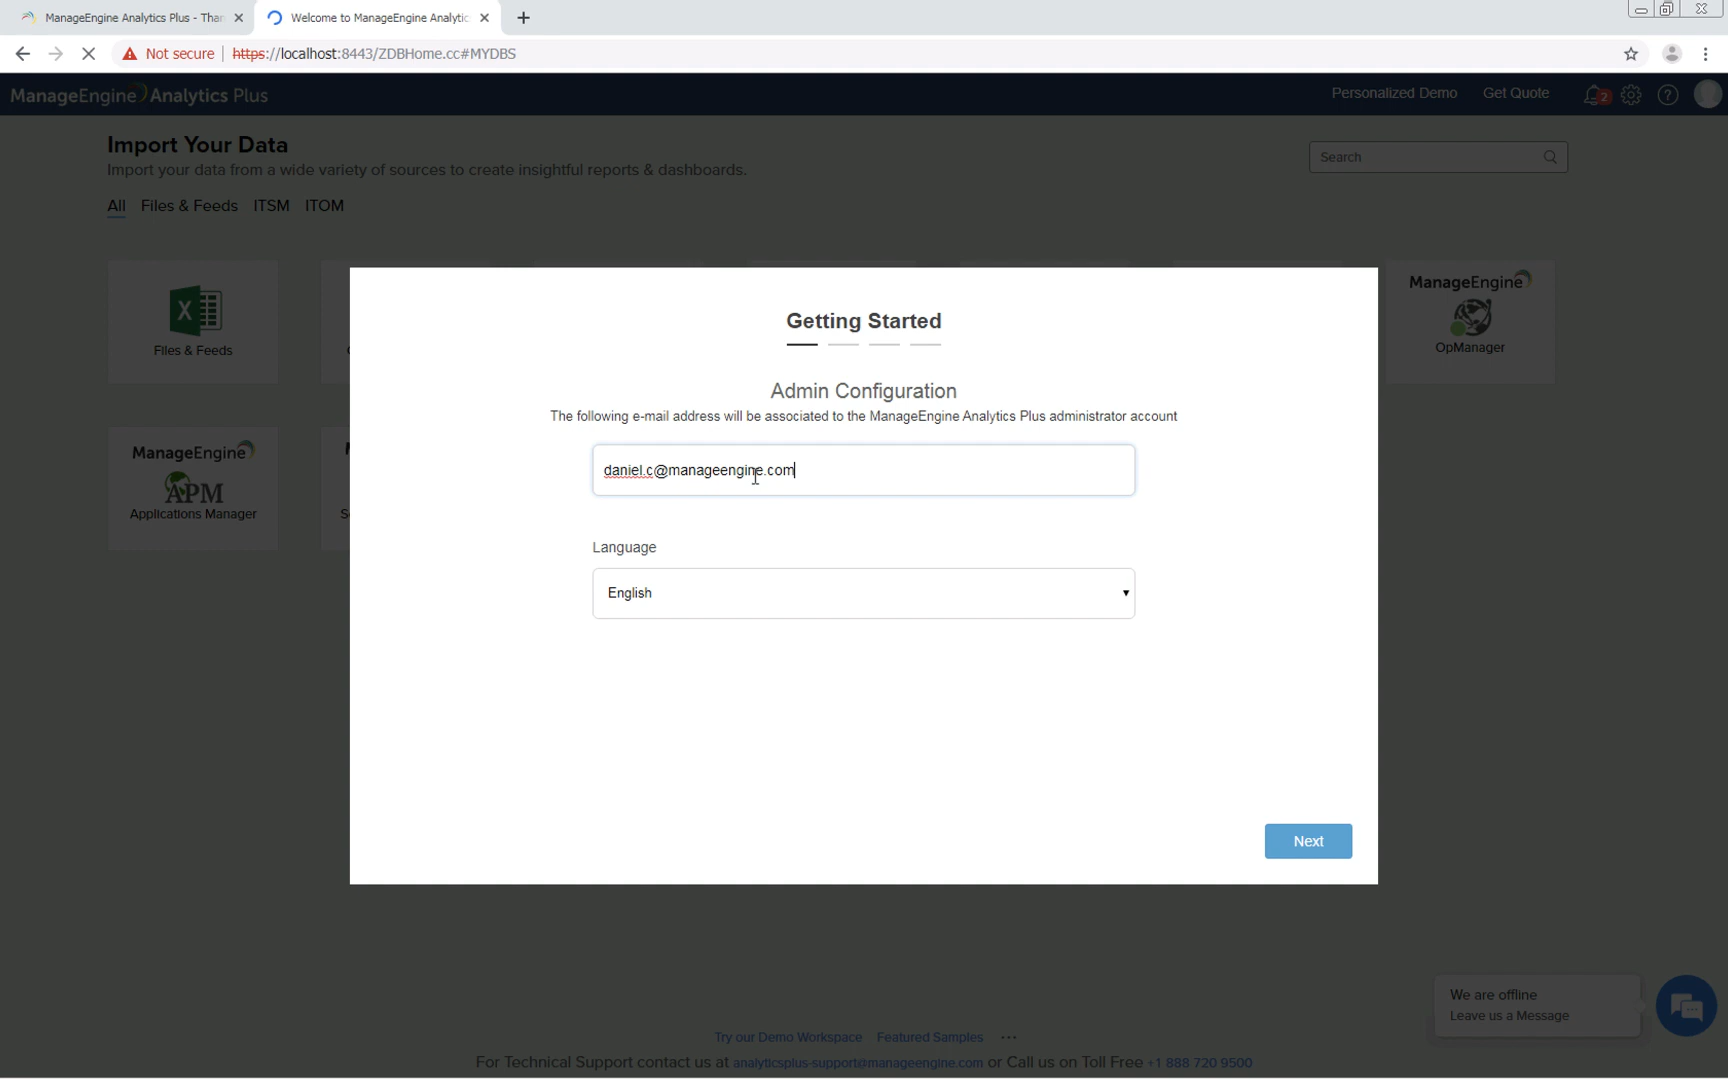 ManageEngine Analytics Plus - Than
Welcome to ManageEngine Analytic
Not secure https://localhost:8443/ZDBHome.cc#MYDBS
ManageEngine Analytics Plus
Personalized Demo Get Quote 2
Import Your Data
Import your data from a wide variety of sources to create insightful reports & dashboards.
Search
All Files & Feeds ITSM ITOM
Files & Feeds
ManageEngine
OpManager
ManageEngine
APM
Applications Manager
Getting Started
Admin Configuration
The following e-mail address will be associated to the ManageEngine Analytics Plus administrator account
daniel.c@manageengine.com
Language
English
Next
We are offline
Leave us a Message
Try our Demo Workspace Featured Samples ...
For Technical Support contact us at analyticsplus-support@manageengine.com or Call us on Toll Free +1 888 720 9500